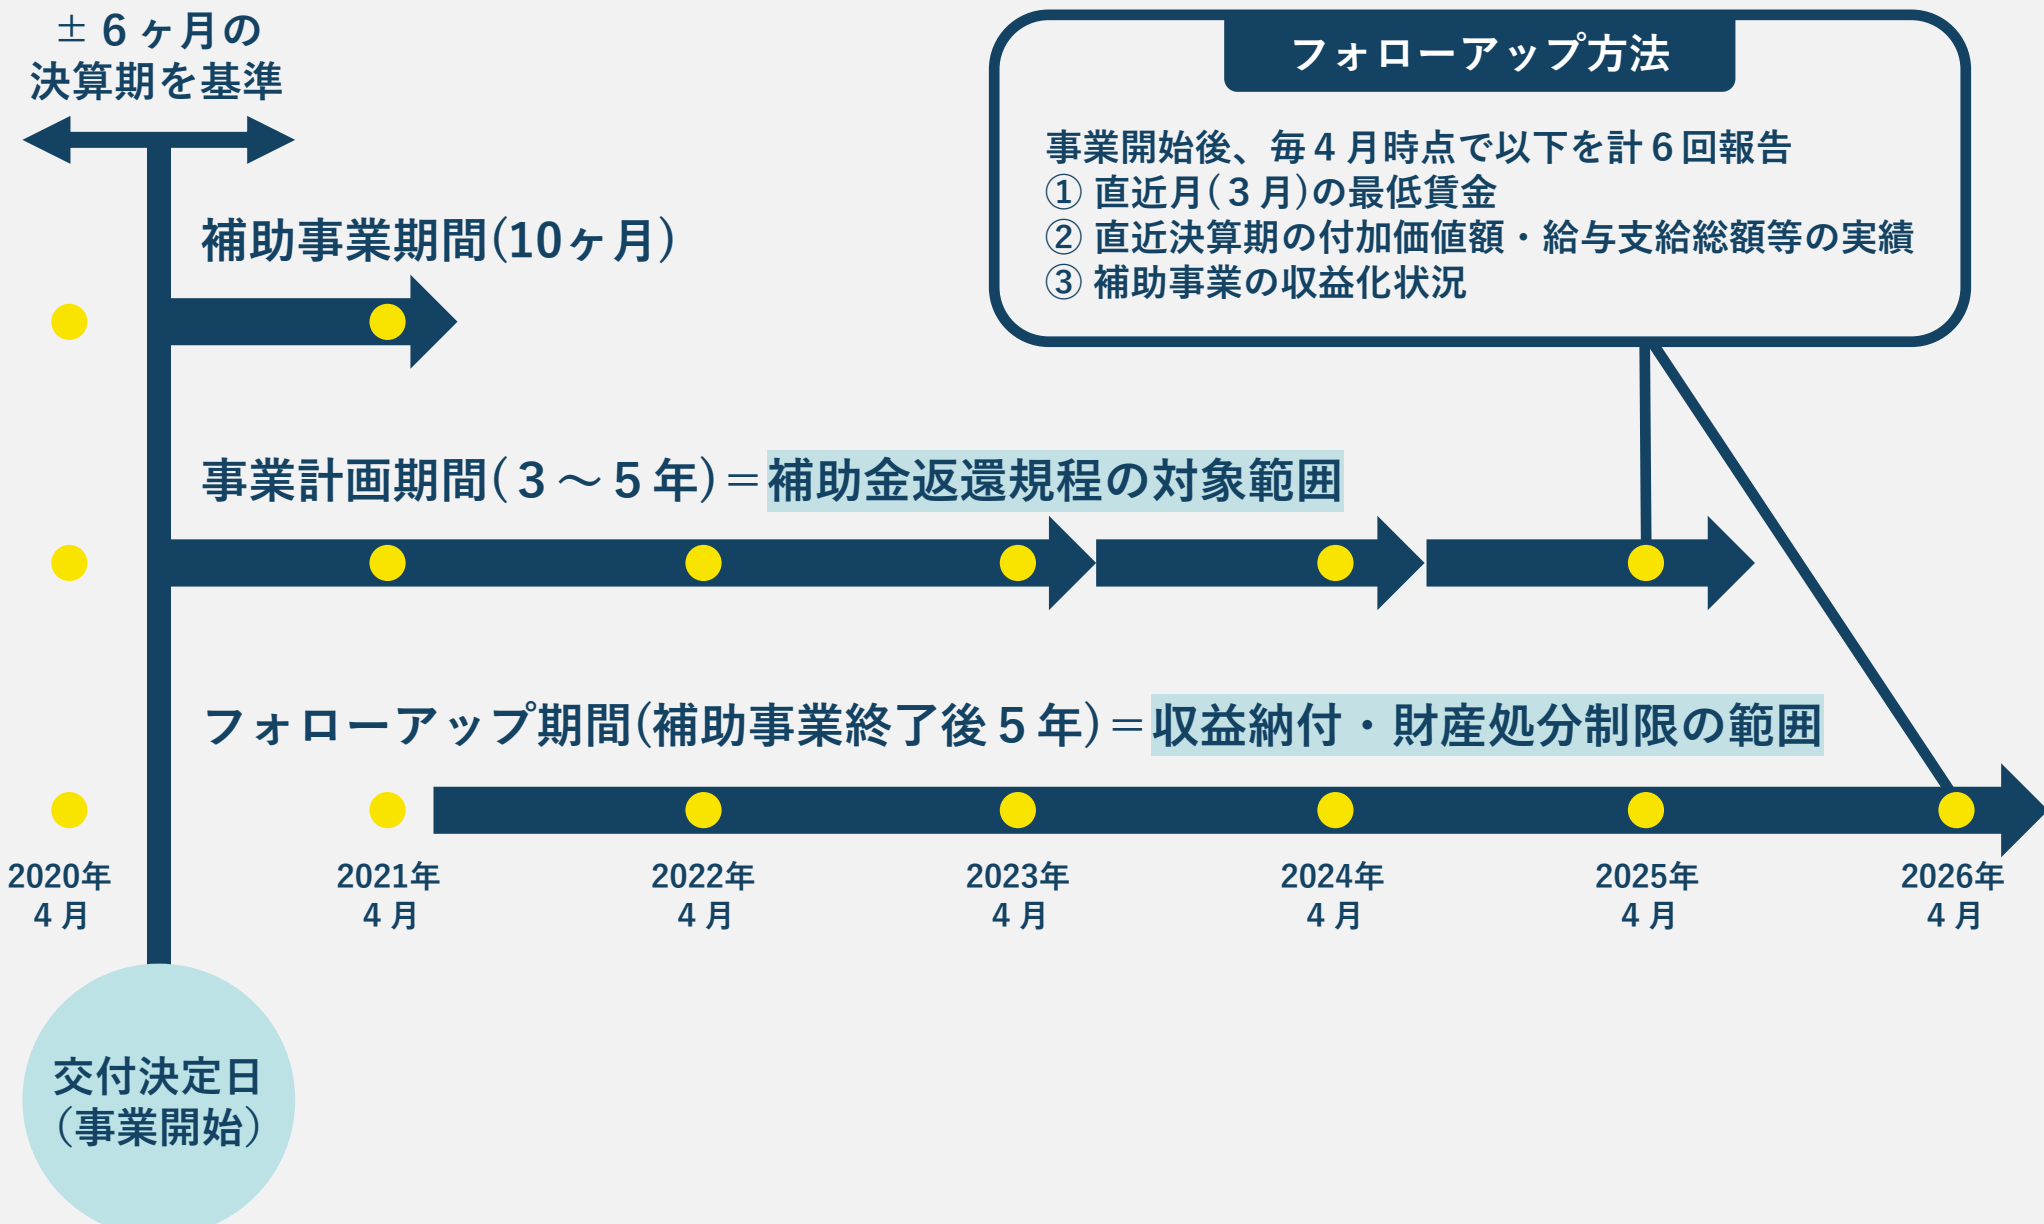 ±６ヶ月の
決算期を基準
フォローアップ方法
事業開始後、毎４月時点で以下を計６回報告
① 直近月(３月)の最低賃金
② 直近決算期の付加価値額・給与支給総額等の実績
③ 補助事業の収益化状況
補助事業期間(10ヶ月)
事業計画期間(３〜５年)＝補助金返還規程の対象範囲
フォローアップ期間(補助事業終了後５年)＝収益納付・財産処分制限の範囲
2020年
４月
2021年
４月
2022年
４月
2023年
４月
2024年
４月
2025年
４月
2026年
４月
交付決定日
（事業開始）